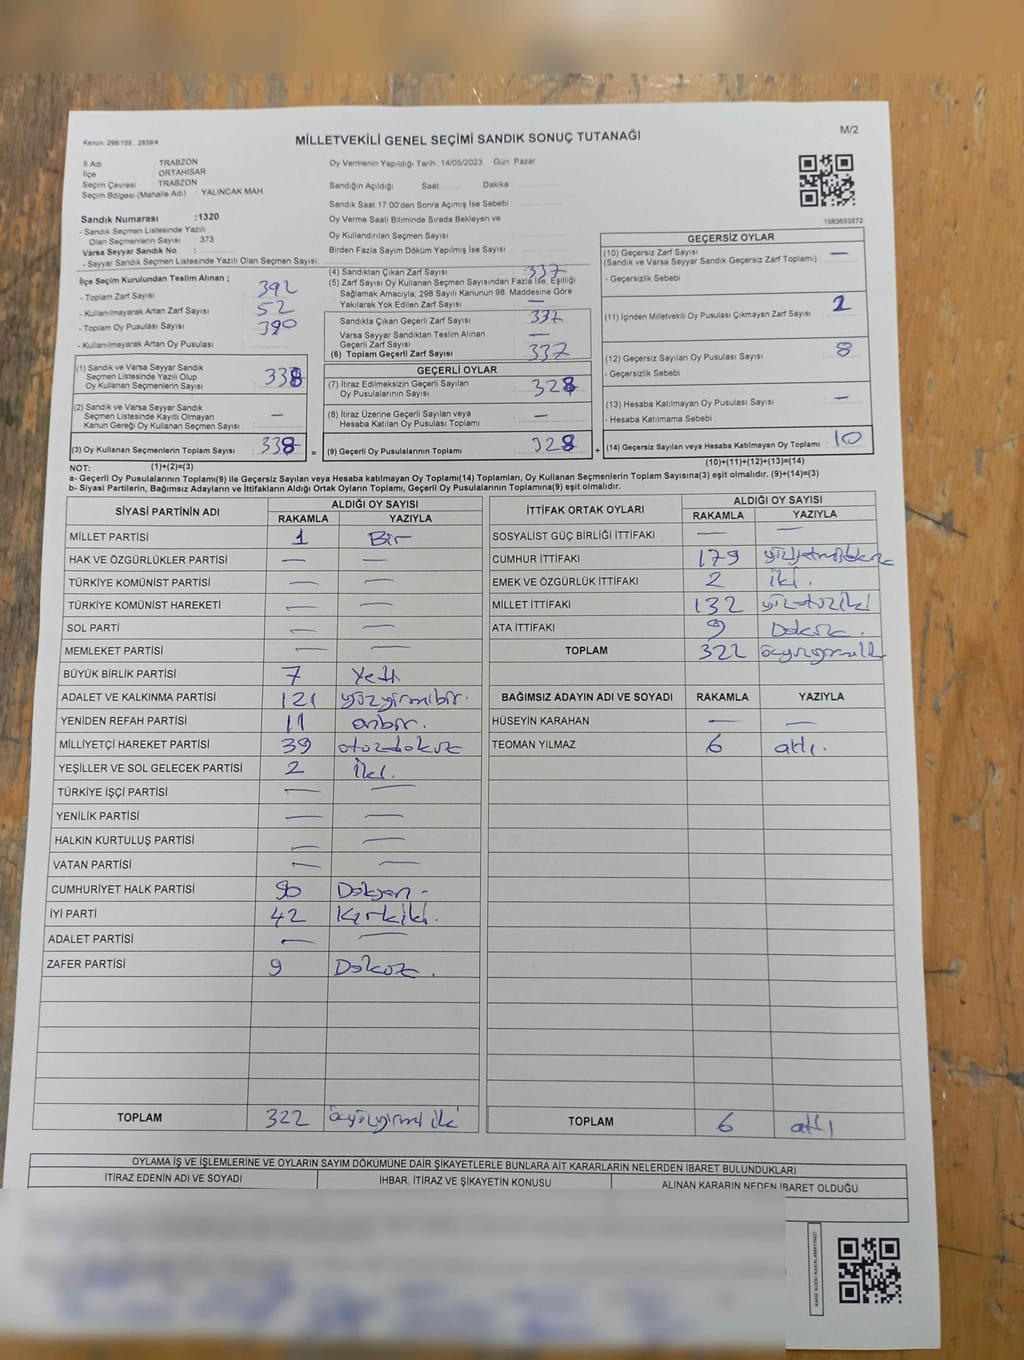 Kanun. 298/105 , 2839/4
MİLLETVEKİLİ GENEL SEÇİMİ SANDIK SONUÇ TUTANAĞI
M/2
İl Adı TRABZON
İlçe ORTAHİSAR
Seçim Çevresi : TRABZON
Seçim Bölgesi (Mahalle Adı) : YALINCAK MAH.
Sandık Numarası :1320
- Sandık Seçmen Listesinde Yazılı
Olan Seçmenlerin Sayısı : 373
Varsa Seyyar Sandık No :
- Seyyar Sandık Seçmen Listesinde Yazılı Olan Seçmen Sayısı:
Oy Vermenin Yapıldığı Tarih :14/05/2023 Gün: Pazar
Sandığın Açıldığı Saat Dakika
Sandık Saat 17:00'den Sonra Açılmış İse Sebebi :
Oy Verme Saati Bitiminde Sırada Bekleyen ve
Oy Kullandırılan Seçmen Sayısı :
Birden Fazla Sayım Döküm Yapılmış İse Sayısı :
1083653572
İlçe Seçim Kurulundan Teslim Alınan ;
- Toplam Zarf Sayısı : 392
- Kullanılmayarak Artan Zarf Sayısı : 52
- Toplam Oy Pusulası Sayısı : 390
- Kullanılmayarak Artan Oy Pusulası :
(1) Sandık ve Varsa Seyyar Sandık
Seçmen Listesinde Yazılı Olup
Oy Kullanan Seçmenlerin Sayısı : 338
(2) Sandık ve Varsa Seyyar Sandık
Seçmen Listesinde Kayıtlı Olmayan
Kanun Gereği Oy Kullanan Seçmen Sayısı : —
(3) Oy Kullanan Seçmenlerin Toplam Sayısı : 338 =
(4) Sandıktan Çıkan Zarf Sayısı : 337
(5) Zarf Sayısı Oy Kullanan Seçmen Sayısından Fazla İse, Eşitliği
Sağlamak Amacıyla, 298 Sayılı Kanunun 98. Maddesine Göre
Yakılarak Yok Edilen Zarf Sayısı : —
Sandıkta Çıkan Geçerli Zarf Sayısı : 337
Varsa Seyyar Sandıktan Teslim Alınan
Geçerli Zarf Sayısı : —
(6) Toplam Geçerli Zarf Sayısı : 337
GEÇERLİ OYLAR
(7) İtiraz Edilmeksizin Geçerli Sayılan
Oy Pusulalarının Sayısı : 328
(8) İtiraz Üzerine Geçerli Sayılan veya
Hesaba Katılan Oy Pusulası Toplamı : —
(9) Geçerli Oy Pusulalarının Toplamı : 328 +
GEÇERSİZ OYLAR
(10) Geçersiz Zarf Sayısı : —
(Sandık ve Varsa Seyyar Sandık Geçersiz Zarf Toplamı)
- Geçersizlik Sebebi :
(11) İçinden Milletvekili Oy Pusulası Çıkmayan Zarf Sayısı : 2
(12) Geçersiz Sayılan Oy Pusulası Sayısı : 8
- Geçersizlik Sebebi :
(13) Hesaba Katılmayan Oy Pusulası Sayısı : —
- Hesaba Katılmama Sebebi :
(14) Geçersiz Sayılan veya Hesaba Katılmayan Oy Toplamı : 10
NOT: (1)+(2)=(3) (10)+(11)+(12)+(13)=(14)
a- Geçerli Oy Pusulalarının Toplamı(9) ile Geçersiz Sayılan veya Hesaba katılmayan Oy Toplamı(14) Toplamları, Oy Kullanan Seçmenlerin Toplam Sayısına(3) eşit olmalıdır. (9)+(14)=(3)
b- Siyasi Partilerin, Bağımsız Adayların ve İttifakların Aldığı Ortak Oyların Toplamı, Geçerli Oy Pusulalarının Toplamına(9) eşit olmalıdır.
SİYASİ PARTİNİN ADI ALDIĞI OY SAYISI
RAKAMLA YAZIYLA
MİLLET PARTİSİ 1 Bir
HAK VE ÖZGÜRLÜKLER PARTİSİ — —
TÜRKİYE KOMÜNİST PARTİSİ — —
TÜRKİYE KOMÜNİST HAREKETİ — —
SOL PARTİ — —
MEMLEKET PARTİSİ — —
BÜYÜK BİRLİK PARTİSİ 7 Yedi
ADALET VE KALKINMA PARTİSİ 121 yüzyirmibir.
YENİDEN REFAH PARTİSİ 11 onbir.
MİLLİYETÇİ HAREKET PARTİSİ 39 otuzdokuz
YEŞİLLER VE SOL GELECEK PARTİSİ 2 İki.
TÜRKİYE İŞÇİ PARTİSİ — —
YENİLİK PARTİSİ — —
HALKIN KURTULUŞ PARTİSİ — —
VATAN PARTİSİ — —
CUMHURİYET HALK PARTİSİ 90 Doksan -
İYİ PARTİ 42 Kırkiki.
ADALET PARTİSİ — —
ZAFER PARTİSİ 9 Dokuz .
TOPLAM 322 üçyüzyirmi iki
İTTİFAK ORTAK OYLARI ALDIĞI OY SAYISI
RAKAMLA YAZIYLA
SOSYALİST GÜÇ BİRLİĞİ İTTİFAKI — —
CUMHUR İTTİFAKI 179 yüzyetmişdokuz
EMEK VE ÖZGÜRLÜK İTTİFAKI 2 İki .
MİLLET İTTİFAKI 132 yüzotuziki
ATA İTTİFAKI 9 Dokuz .
TOPLAM 322 üçyüzyirmiiki
BAĞIMSIZ ADAYIN ADI VE SOYADI RAKAMLA YAZIYLA
HÜSEYİN KARAHAN — —
TEOMAN YILMAZ 6 altı.
TOPLAM 6 altı
OYLAMA İŞ VE İŞLEMLERİNE VE OYLARIN SAYIM DÖKÜMÜNE DAİR ŞİKAYETLERLE BUNLARA AİT KARARLARIN NELERDEN İBARET BULUNDUKLARI
İTİRAZ EDENİN ADI VE SOYADI İHBAR, İTİRAZ VE ŞİKAYETİN KONUSU ALINAN KARARIN NEDEN İBARET OLDUĞU